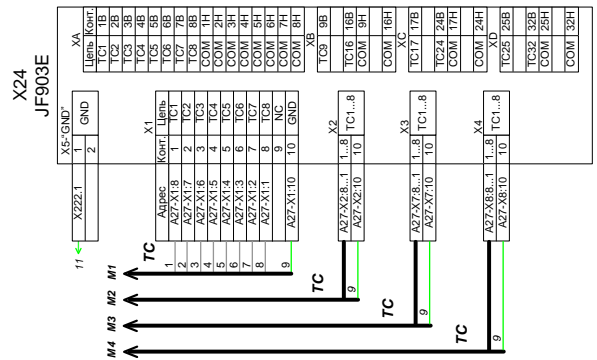 X24
JF903E
XA
Цепь Конт.
TC1 1B
TC2 2B
TC3 3B
TC4 4B
TC5 5B
TC6 6B
TC7 7B
TC8 8B
COM 1H
COM 2H
COM 3H
COM 4H
COM 5H
COM 6H
COM 7H
COM 8H
XB
TC9 9B
TC16 16B
COM 9H
COM 16H
XC
TC17 17B
TC24 24B
COM 17H
COM 24H
XD
TC25 25B
TC32 32B
COM 25H
COM 32H
X5-"GND"
X222.1 1 GND
2
11
X1
Адрес Конт. Цепь
A27-X1:8 1 TC1
A27-X1:7 2 TC2
A27-X1:6 3 TC3
A27-X1:5 4 TC4
A27-X1:4 5 TC5
A27-X1:3 6 TC6
A27-X1:2 7 TC7
A27-X1:1 8 TC8
9 NC
A27-X1:10 10 GND
X2
A27-X2:8...1 1...8 TC1...8
A27-X2:10 10
X3
A27-X7:8...1 1...8 TC1...8
A27-X7:10 10
X4
A27-X8:8...1 1...8 TC1...8
A27-X8:10 10
TC
1
2
3
4
5
6
7
8
9
M1
TC
9
M2
TC
9
M3
TC
9
M4